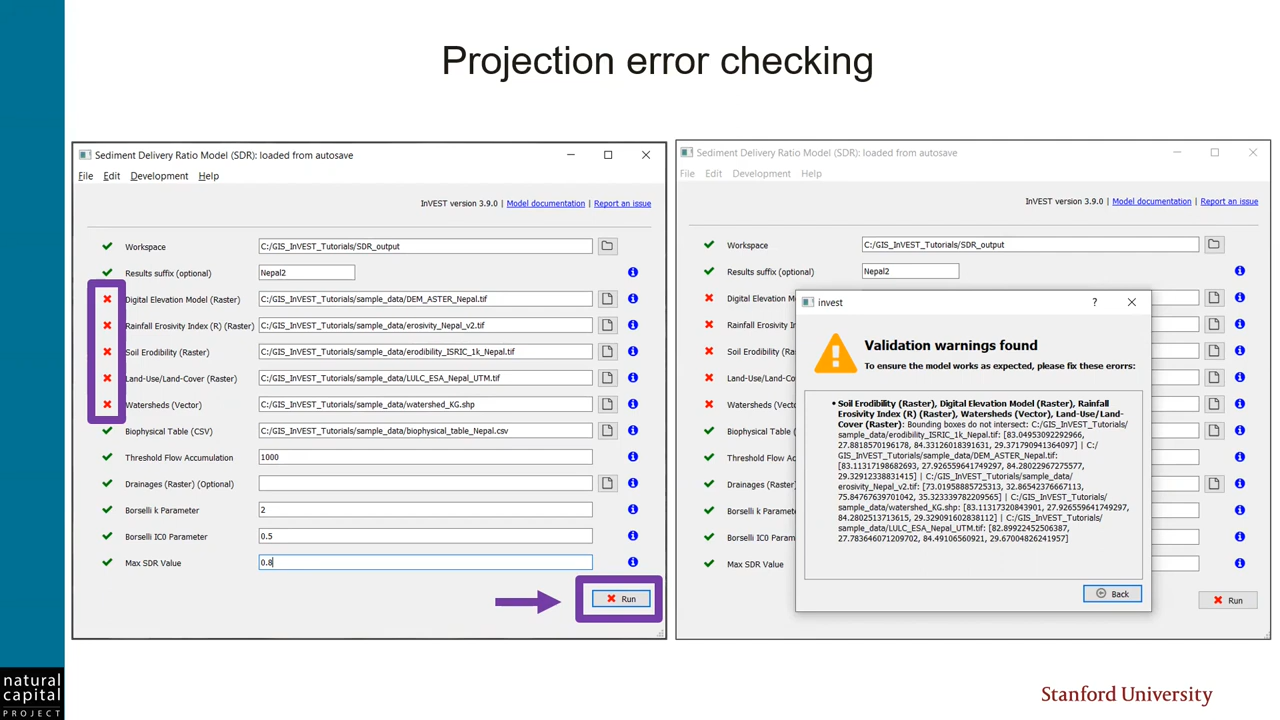 Projection error checking
Sediment Delivery Ratio Model (SDR): loaded from autosave
File Edit Development Help
InVEST version 3.9.0 | Model documentation | Report an issue
Workspace C:/GIS_InVEST_Tutorials/SDR_output
Results suffix (optional) Nepal2
Digital Elevation Model (Raster) C:/GIS_InVEST_Tutorials/sample_data/DEM_ASTER_Nepal.tif
Rainfall Erosivity Index (R) (Raster) C:/GIS_InVEST_Tutorials/sample_data/erosivity_Nepal_v2.tif
Soil Erodibility (Raster) C:/GIS_InVEST_Tutorials/sample_data/erodibility_ISRIC_1k_Nepal.tif
Land-Use/Land-Cover (Raster) C:/GIS_InVEST_Tutorials/sample_data/LULC_ESA_Nepal_UTM.tif
Watersheds (Vector) C:/GIS_InVEST_Tutorials/sample_data/watershed_KG.shp
Biophysical Table (CSV) C:/GIS_InVEST_Tutorials/sample_data/biophysical_table_Nepal.csv
Threshold Flow Accumulation 1000
Drainages (Raster) (Optional)
Borselli k Parameter 2
Borselli IC0 Parameter 0.5
Max SDR Value 0.8
Run
Sediment Delivery Ratio Model (SDR): loaded from autosave
File Edit Development Help
InVEST version 3.9.0 | Model documentation | Report an issue
Workspace C:/GIS_InVEST_Tutorials/SDR_output
Results suffix (optional) Nepal2
Digital Elevation M
Rainfall Erosivity I
Soil Erodibility (Ra
Land-Use/Land-C
Watersheds (Vect
Biophysical Table (
Threshold Flow Ac
Drainages (Raster)
Borselli k Paramet
Borselli IC0 Param
Max SDR Value
Run
invest ?
Validation warnings found
To ensure the model works as expected, please fix these erorrs:
• Soil Erodibility (Raster), Digital Elevation Model (Raster), Rainfall
Erosivity Index (R) (Raster), Watersheds (Vector), Land-Use/Land-
Cover (Raster): Bounding boxes do not intersect: C:/GIS_InVEST_Tutorials/
sample_data/erodibility_ISRIC_1k_Nepal.tif: [83.04953092292966,
27.8818570196178, 84.33126018391631, 29.3717909413640​97] | C:/
GIS_InVEST_Tutorials/sample_data/DEM_ASTER_Nepal.tif:
[83.11317198682693, 27.926559641749297, 84.28022967275577,
29.32912338831415] | C:/GIS_InVEST_Tutorials/sample_data/
erosivity_Nepal_v2.tif: [73.01958885725313, 32.86542376667113,
75.84767639701042, 35.323339782209565] | C:/GIS_InVEST_Tutorials/
sample_data/watershed_KG.shp: [83.11317320843901, 27.926559641749297,
84.2802513713615, 29.329091602838112] | C:/GIS_InVEST_Tutorials/
sample_data/LULC_ESA_Nepal_UTM.tif: [82.89922452506387,
27.783646071209702, 84.49106560921, 29.67004826241957]
Back
natural
capital
PROJECT
Stanford University